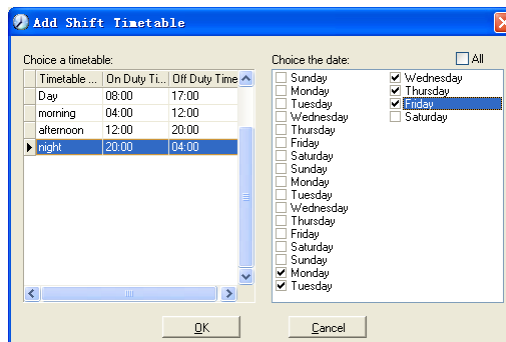 Add Shift Timetable
Choice a timetable:
Timetable ... On Duty Ti... Off Duty Time
Day 08:00 17:00
morning 04:00 12:00
afternoon 12:00 20:00
night 20:00 04:00
Choice the date: All
Sunday
Monday
Tuesday
Wednesday
Thursday
Friday
Saturday
Sunday
Monday
Tuesday
Wednesday
Thursday
Friday
Saturday
Sunday
Monday
Tuesday
Wednesday
Thursday
Friday
Saturday
OK Cancel